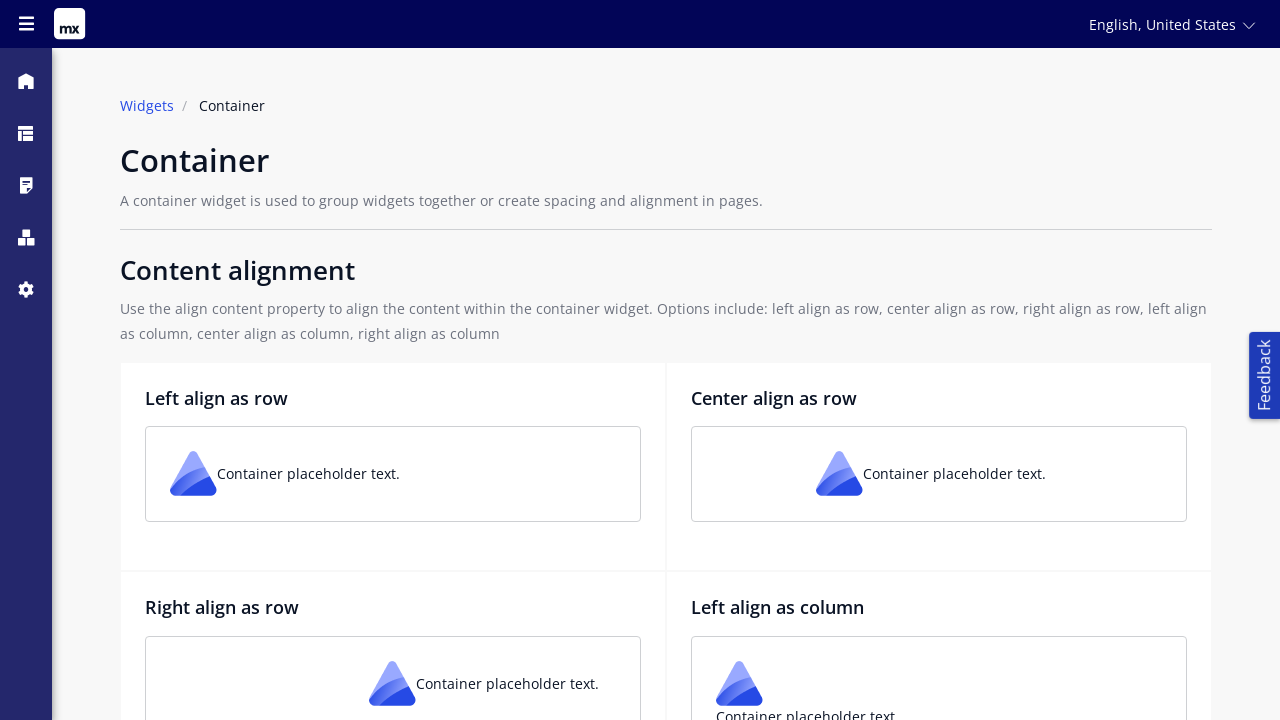 mx
English, United States
Widgets / Container
Container
A container widget is used to group widgets together or create spacing and alignment in pages.
Content alignment
Use the align content property to align the content within the container widget. Options include: left align as row, center align as row, right align as row, left align
as column, center align as column, right align as column
Feedback
Left align as row
Center align as row
Container placeholder text.
Container placeholder text.
Right align as row
Left align as column
Container placeholder text.
Container placeholder text.